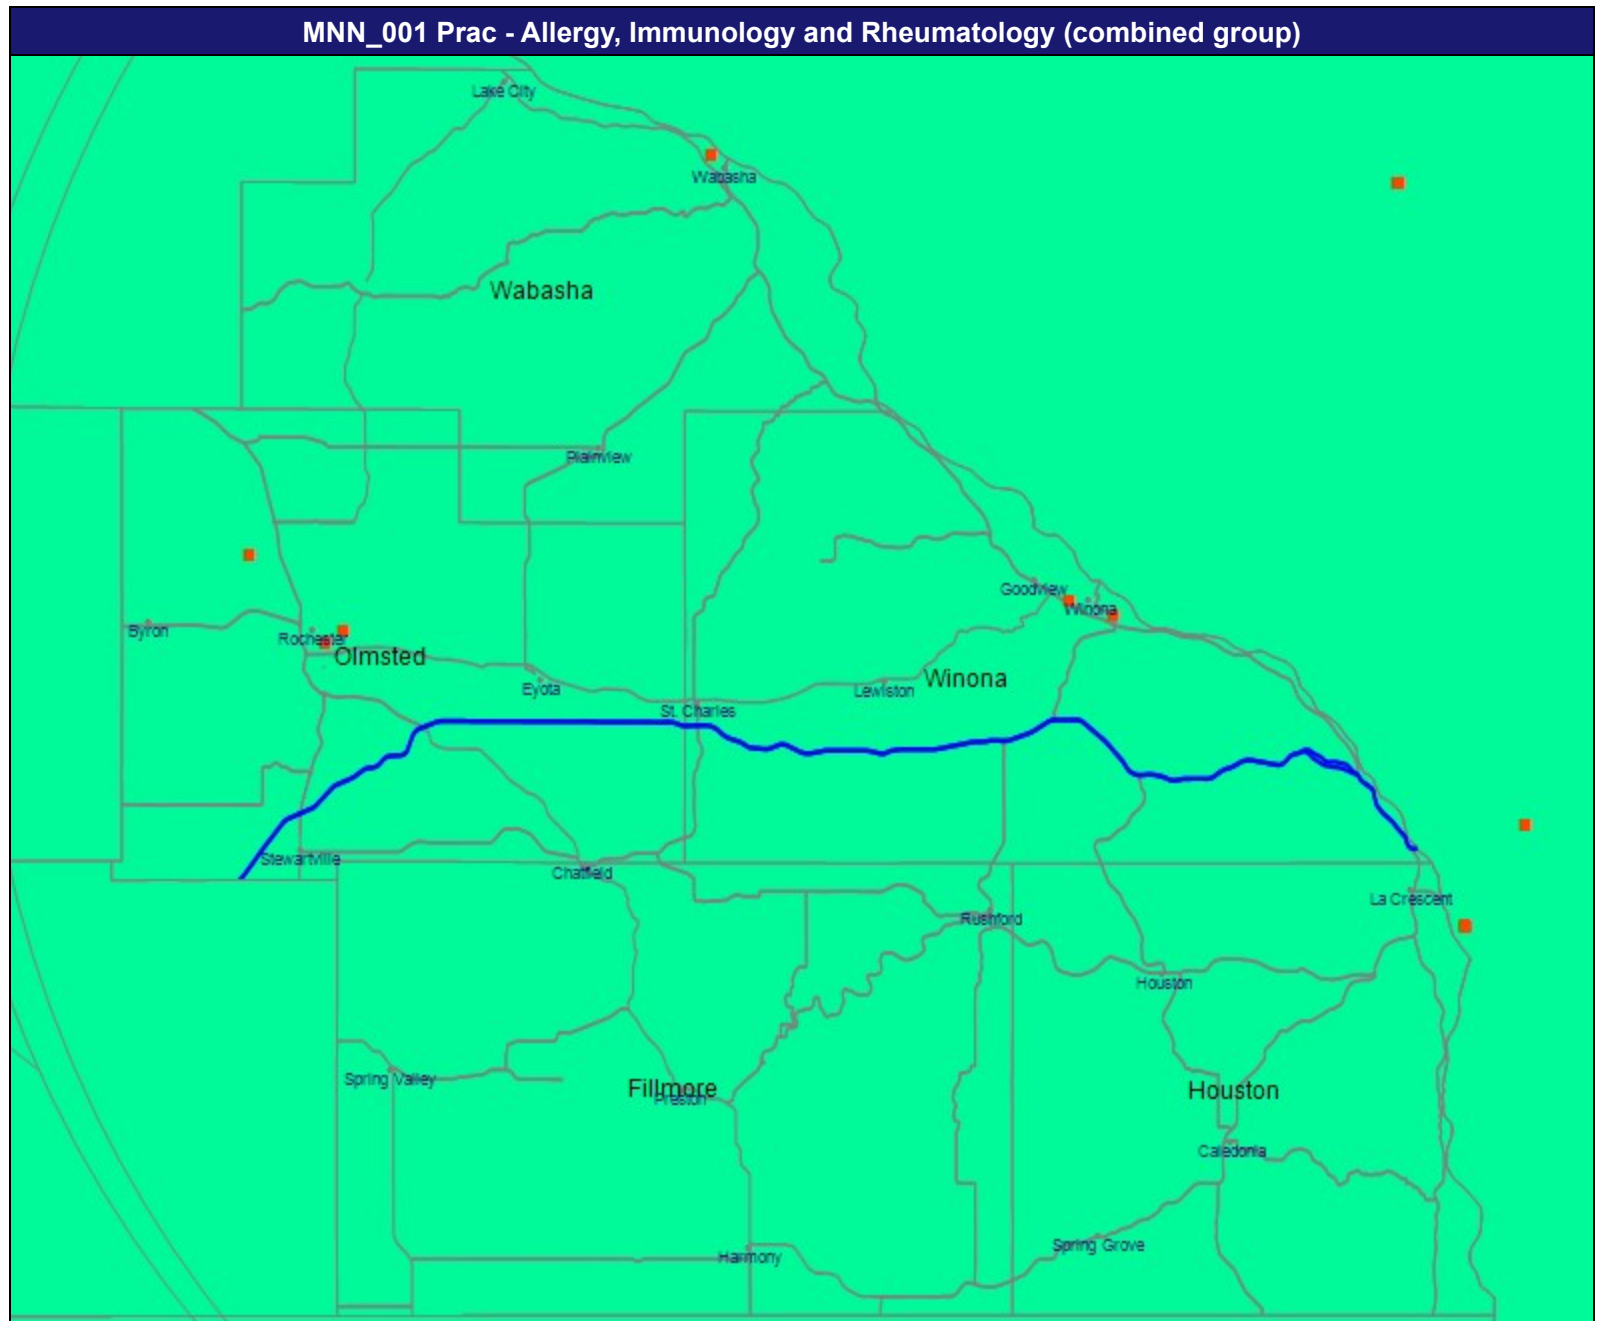 MNN_001 Prac - Allergy, Immunology and Rheumatology (combined group)
Lake City
Wabasha
Wabasha
Plainview
Goodview
Winona
Byron
Rochester
Olmsted
Eyota
Lewiston
Winona
St. Charles
Stewartville
Chatfield
La Crescent
Rushford
Houston
Spring Valley
Fillmore
Preston
Houston
Caledonia
Harmony
Spring Grove